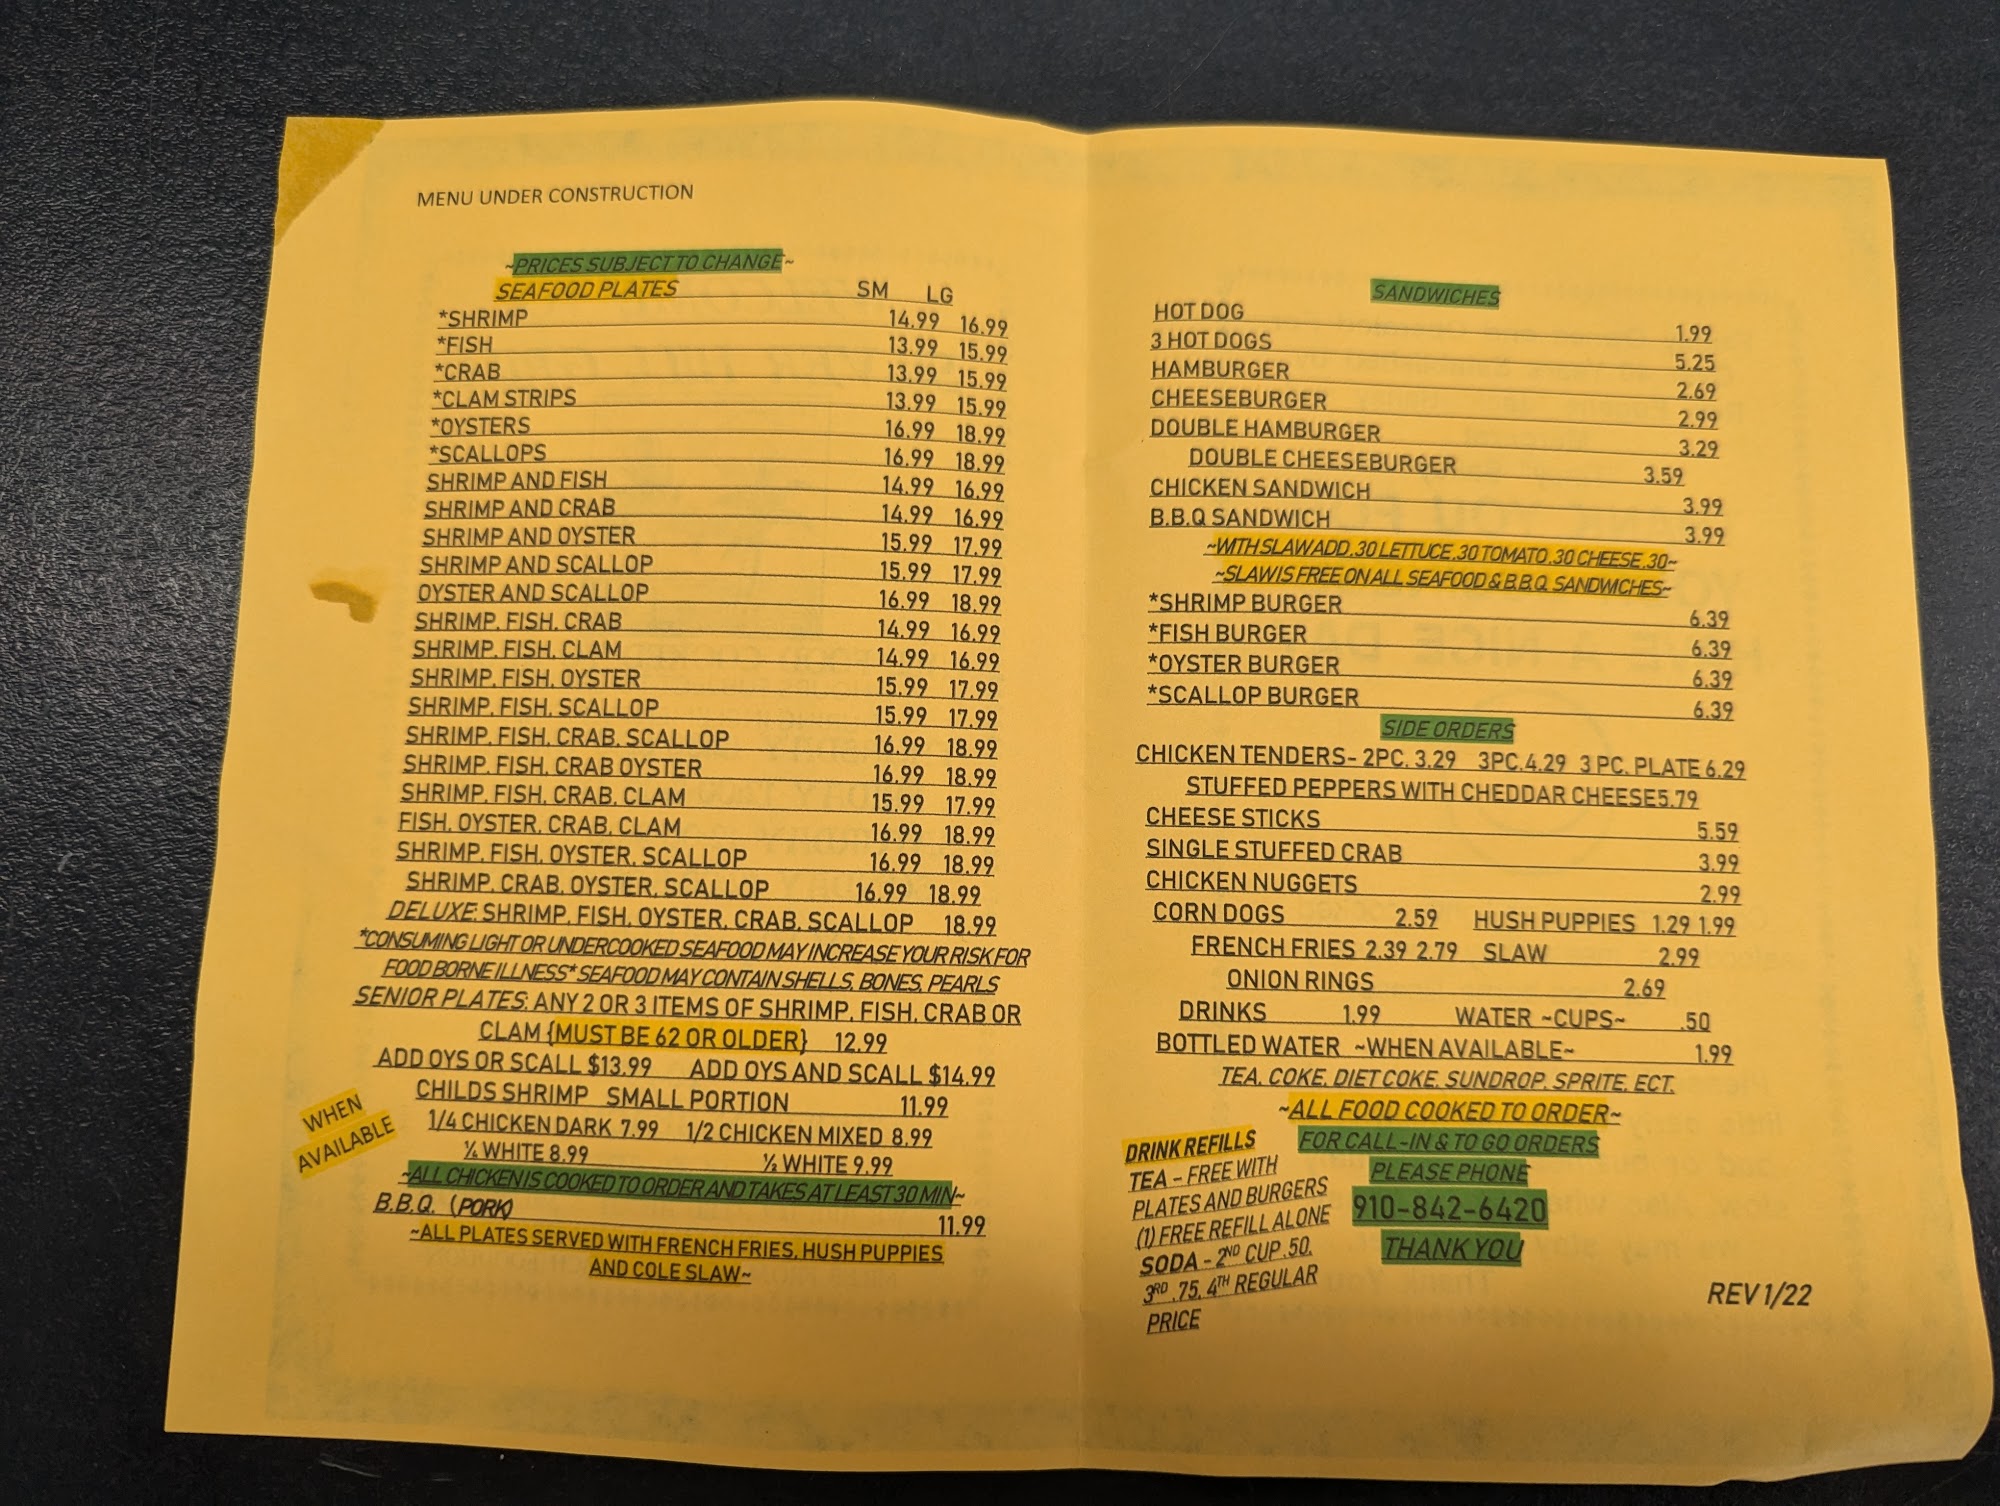 MENU UNDER CONSTRUCTION
~PRICES SUBJECT TO CHANGE~
SEAFOOD PLATES SM LG
*SHRIMP 14.99 16.99
*FISH 13.99 15.99
*CRAB 13.99 15.99
*CLAM STRIPS 13.99 15.99
*OYSTERS 16.99 18.99
*SCALLOPS 16.99 18.99
SHRIMP AND FISH 14.99 16.99
SHRIMP AND CRAB 14.99 16.99
SHRIMP AND OYSTER 15.99 17.99
SHRIMP AND SCALLOP 15.99 17.99
OYSTER AND SCALLOP 16.99 18.99
SHRIMP, FISH, CRAB 14.99 16.99
SHRIMP, FISH, CLAM 14.99 16.99
SHRIMP, FISH, OYSTER 15.99 17.99
SHRIMP, FISH, SCALLOP 15.99 17.99
SHRIMP, FISH, CRAB, SCALLOP 16.99 18.99
SHRIMP, FISH, CRAB OYSTER 16.99 18.99
SHRIMP, FISH, CRAB, CLAM 15.99 17.99
FISH, OYSTER, CRAB, CLAM 16.99 18.99
SHRIMP, FISH, OYSTER, SCALLOP 16.99 18.99
SHRIMP, CRAB, OYSTER, SCALLOP 16.99 18.99
DELUXE: SHRIMP, FISH, OYSTER, CRAB, SCALLOP 18.99
*CONSUMING LIGHT OR UNDERCOOKED SEAFOOD MAY INCREASE YOUR RISK FOR
FOOD BORNE ILLNESS* SEAFOOD MAY CONTAIN SHELLS, BONES, PEARLS
SENIOR PLATES: ANY 2 OR 3 ITEMS OF SHRIMP, FISH, CRAB OR
CLAM {MUST BE 62 OR OLDER} 12.99
ADD OYS OR SCALL $13.99 ADD OYS AND SCALL $14.99
CHILDS SHRIMP SMALL PORTION 11.99
WHEN
AVAILABLE
1/4 CHICKEN DARK 7.99 1/2 CHICKEN MIXED 8.99
¼ WHITE 8.99 ½ WHITE 9.99
~ALL CHICKEN IS COOKED TO ORDER AND TAKES AT LEAST 30 MIN~
B.B.Q. (PORK) 11.99
~ALL PLATES SERVED WITH FRENCH FRIES, HUSH PUPPIES
AND COLE SLAW~
SANDWICHES
HOT DOG 1.99
3 HOT DOGS 5.25
HAMBURGER 2.69
CHEESEBURGER 2.99
DOUBLE HAMBURGER 3.29
DOUBLE CHEESEBURGER 3.59
CHICKEN SANDWICH 3.99
B.B.Q SANDWICH 3.99
~WITH SLAW ADD .30 LETTUCE .30 TOMATO .30 CHEESE .30~
~SLAW IS FREE ON ALL SEAFOOD & B.B.Q. SANDWICHES~
*SHRIMP BURGER 6.39
*FISH BURGER 6.39
*OYSTER BURGER 6.39
*SCALLOP BURGER 6.39
SIDE ORDERS
CHICKEN TENDERS- 2PC. 3.29 3PC.4.29 3 PC. PLATE 6.29
STUFFED PEPPERS WITH CHEDDAR CHEESE5.79
CHEESE STICKS 5.59
SINGLE STUFFED CRAB 3.99
CHICKEN NUGGETS 2.99
CORN DOGS 2.59 HUSH PUPPIES 1.29 1.99
FRENCH FRIES 2.39 2.79 SLAW 2.99
ONION RINGS 2.69
DRINKS 1.99 WATER ~CUPS~ .50
BOTTLED WATER ~WHEN AVAILABLE~ 1.99
TEA, COKE, DIET COKE, SUNDROP, SPRITE, ECT.
~ALL FOOD COOKED TO ORDER~
FOR CALL-IN & TO GO ORDERS
PLEASE PHONE
910-842-6420
THANK YOU
DRINK REFILLS
TEA – FREE WITH
PLATES AND BURGERS
(1) FREE REFILL ALONE
SODA – 2ND CUP .50,
3RD .75, 4TH REGULAR
PRICE
REV 1/22